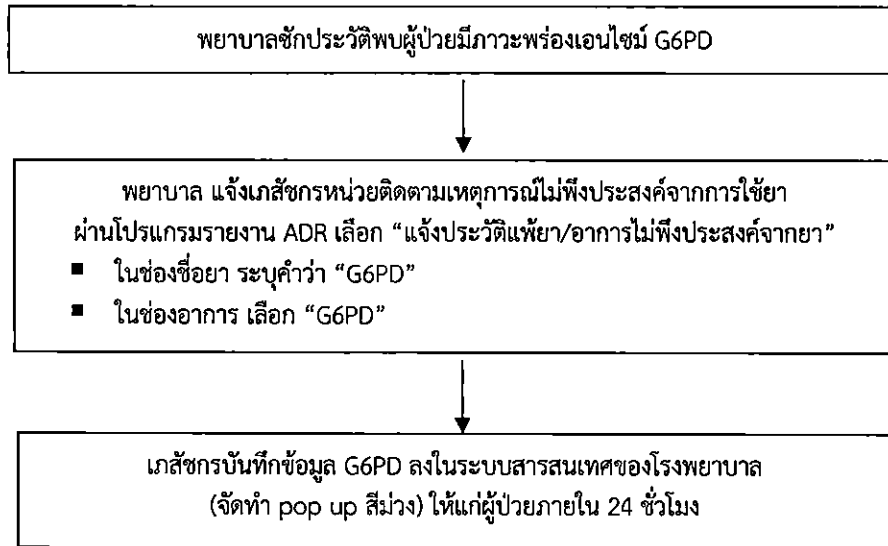 พยาบาลซักประวัติพบผู้ป่วยมีภาวะพร่องเอนไซม์ G6PD
พยาบาล แจ้งเภสัชกรหน่วยติดตามเหตุการณ์ไม่พึงประสงค์จากการใช้ยา
ผ่านโปรแกรมรายงาน ADR เลือก “แจ้งประวัติแพ้ยา/อาการไม่พึงประสงค์จากยา”
■ ในช่องชื่อยา ระบุคำว่า “G6PD”
■ ในช่องอาการ เลือก “G6PD”
เภสัชกรบันทึกข้อมูล G6PD ลงในระบบสารสนเทศของโรงพยาบาล
(จัดทำ pop up สีม่วง) ให้แก่ผู้ป่วยภายใน 24 ชั่วโมง